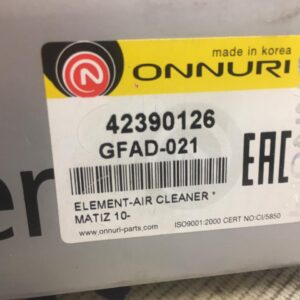 made in korea
ONNURI
42390126
GFAD-021
EAC
ELEMENT-AIR CLEANER *
MATIZ 10-
www.onnuri-parts.com
ISO9001:2000 CERT NO:CI/5850